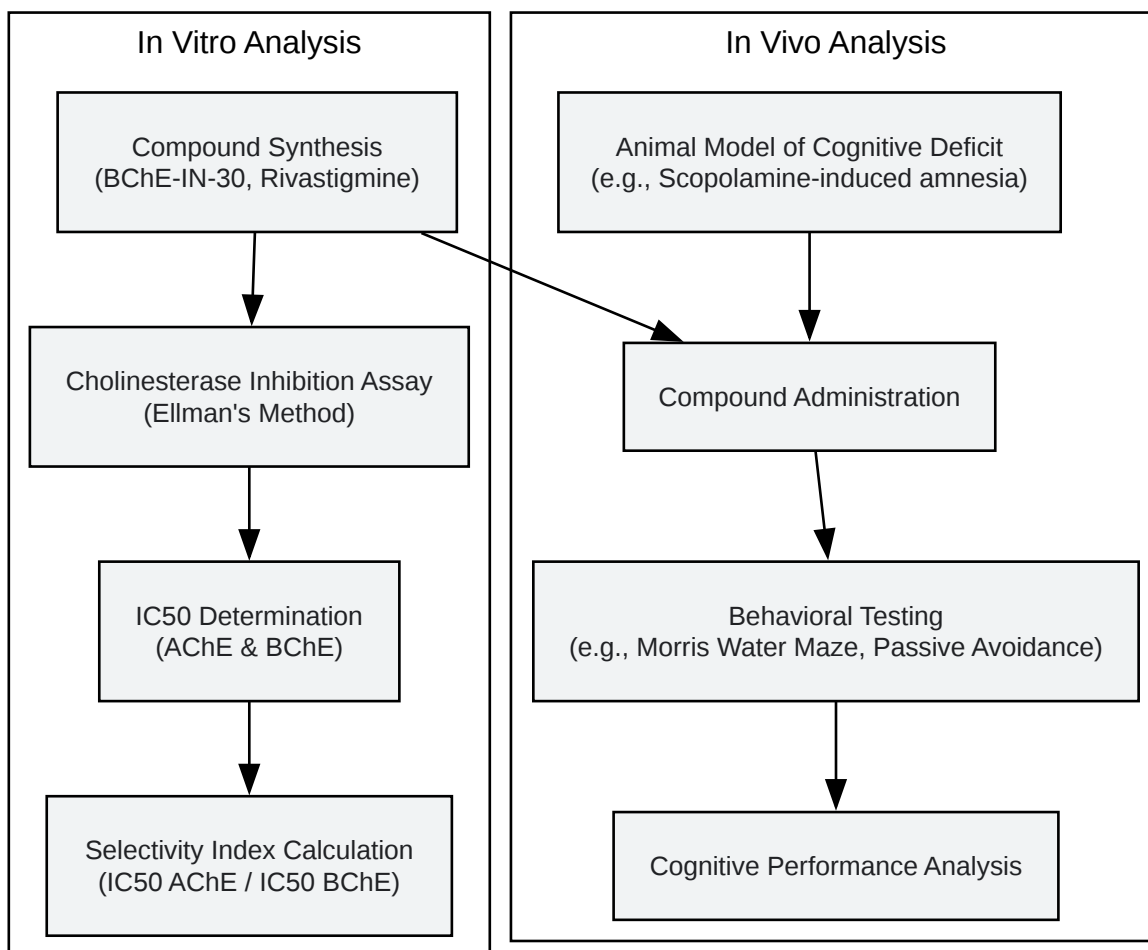 In Vitro Analysis
Compound Synthesis
(BChE-IN-30, Rivastigmine)
Cholinesterase Inhibition Assay
(Ellman's Method)
IC50 Determination
(AChE & BChE)
Selectivity Index Calculation
(IC50 AChE / IC50 BChE)
In Vivo Analysis
Animal Model of Cognitive Deficit
(e.g., Scopolamine-induced amnesia)
Compound Administration
Behavioral Testing
(e.g., Morris Water Maze, Passive Avoidance)
Cognitive Performance Analysis